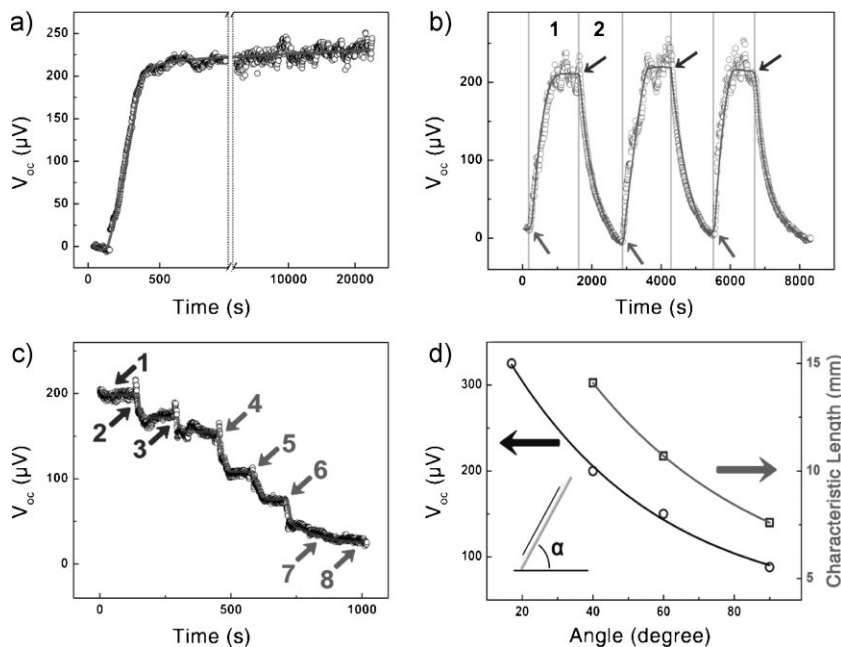 a)
250
200
150
100
50
0
V_oc (µV)
0 500 10000 20000
Time (s)
b)
1 2
200
100
0
V_oc (µV)
0 2000 4000 6000 8000
Time (s)
c)
200
100
0
V_oc (µV)
1
2
3
4
5
6
7
8
0 500 1000
Time (s)
d)
300
200
100
V_oc (µV)
α
15
10
5
Characteristic Length (mm)
20 40 60 80
Angle (degree)